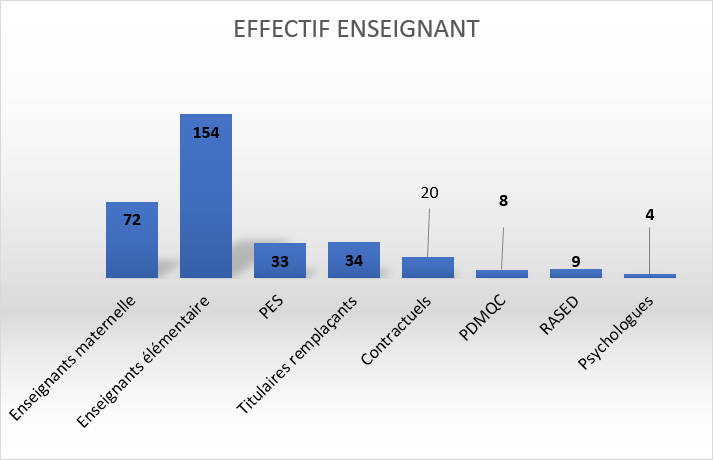 EFFECTIF ENSEIGNANT
72
154
33
34
20
8
9
4
Enseignants maternelle
Enseignants élémentaire
PES
Titulaires remplaçants
Contractuels
PDMQC
RASED
Psychologues